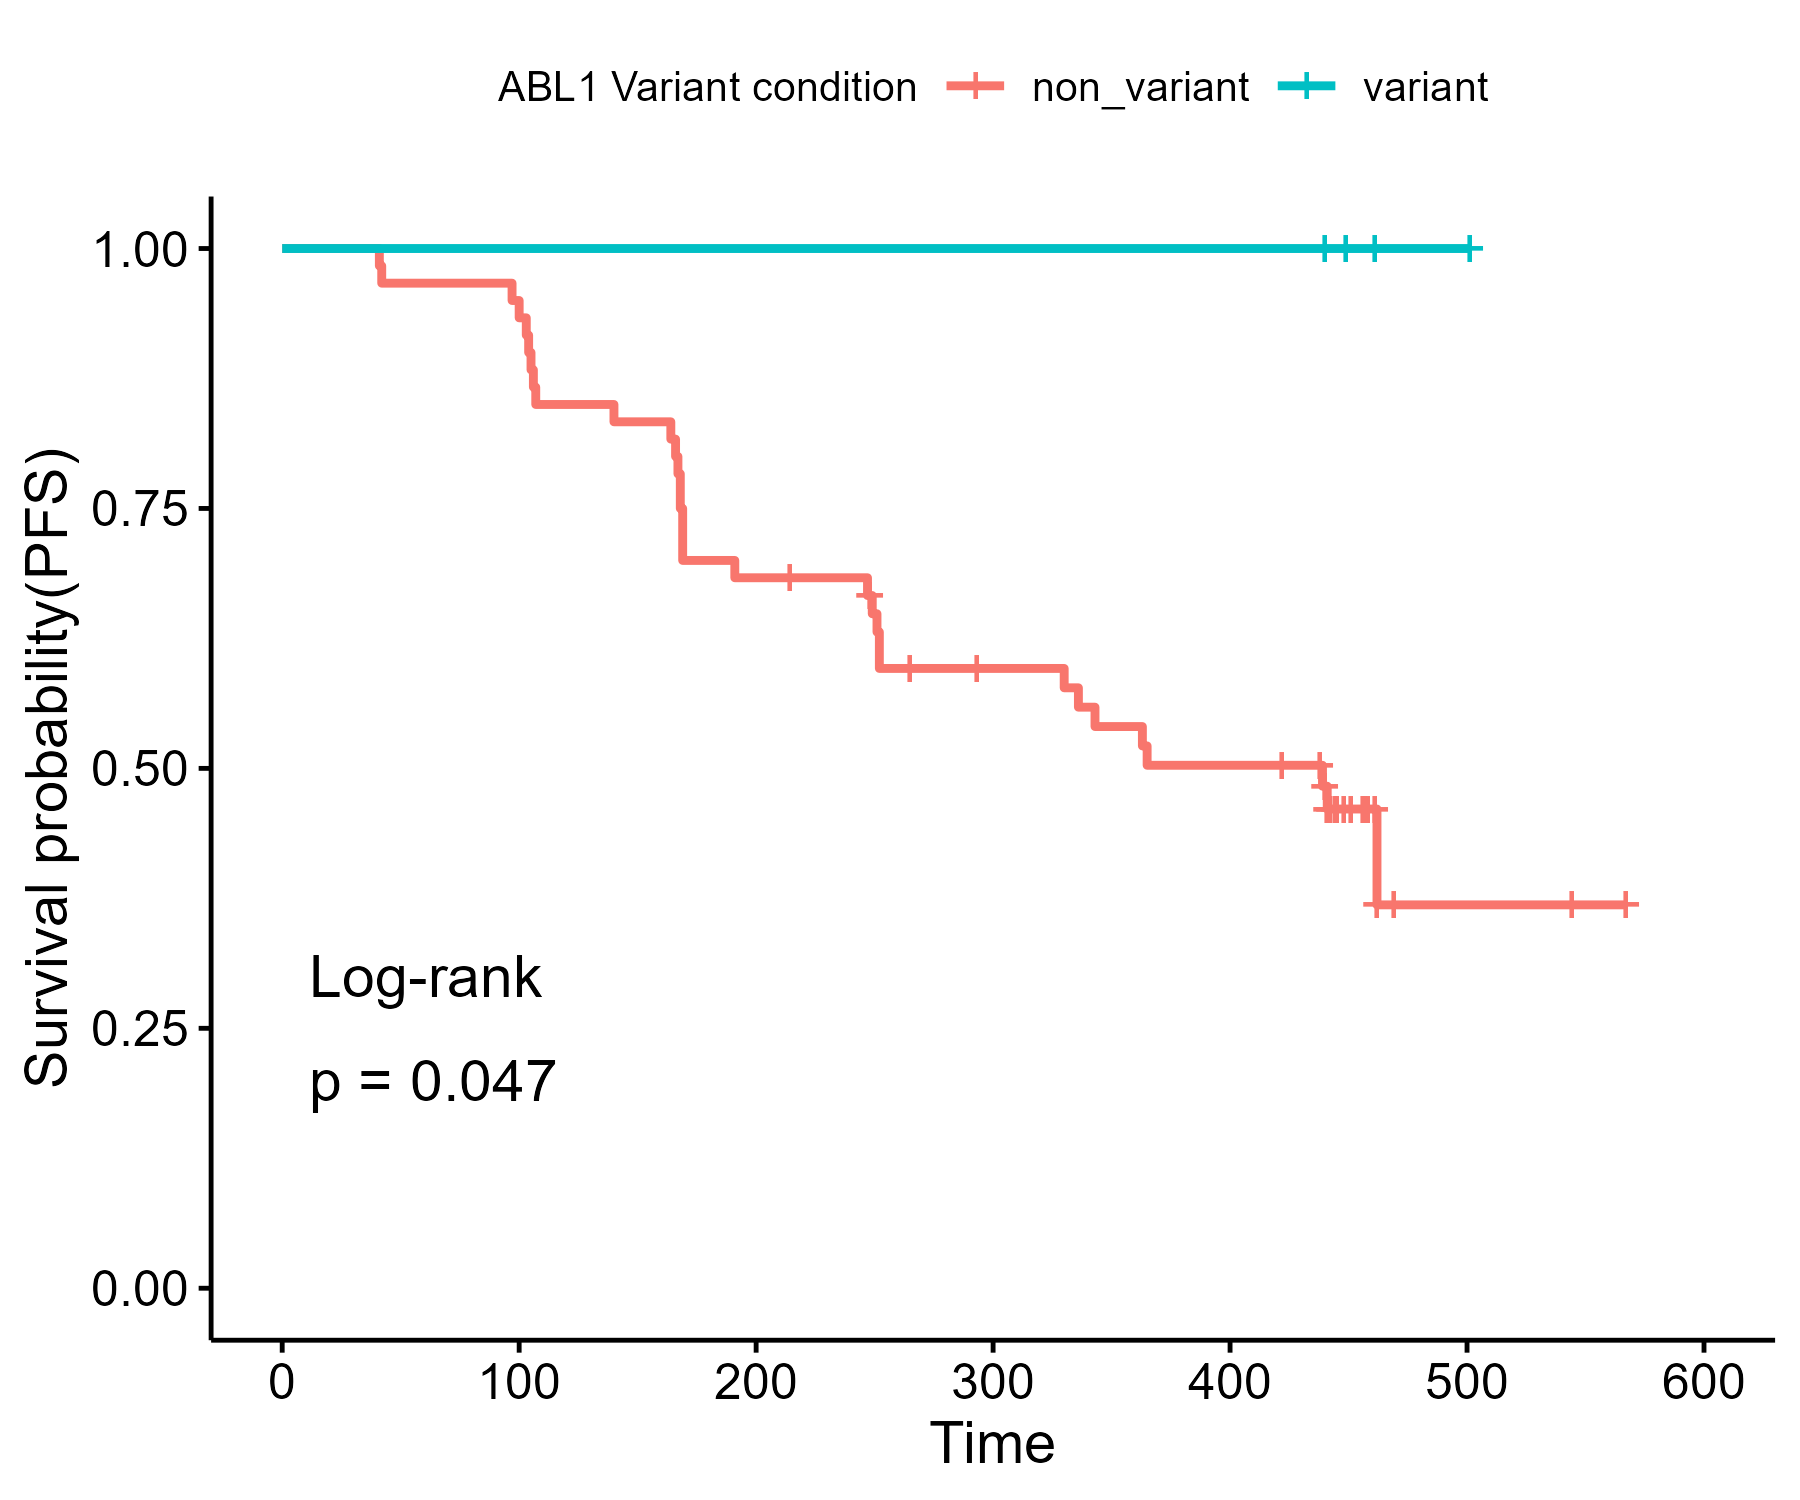 ABL1 Variant condition non_variant variant
Survival probability(PFS)
1.00
0.75
0.50
0.25
0.00
Log-rank
p = 0.047
0 100 200 300 400 500 600
Time